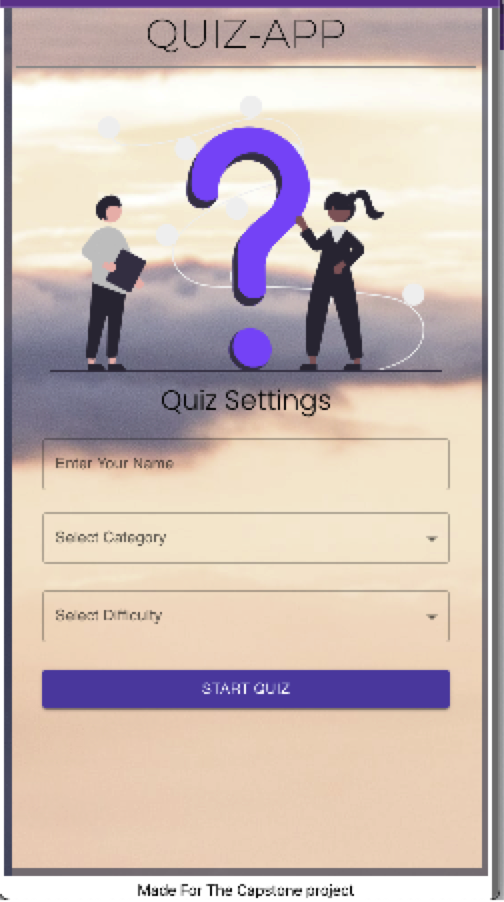 QUIZ-APP
Quiz Settings
Enter Your Name
Select Category
Select Difficulty
START QUIZ
Made For The Capstone project